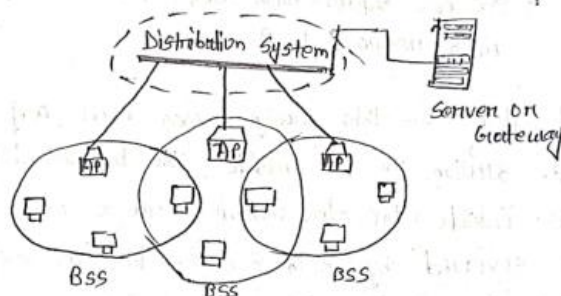 Distribution System
Server or
Gateway
AP
AP
AP
BSS
BSS
BSS